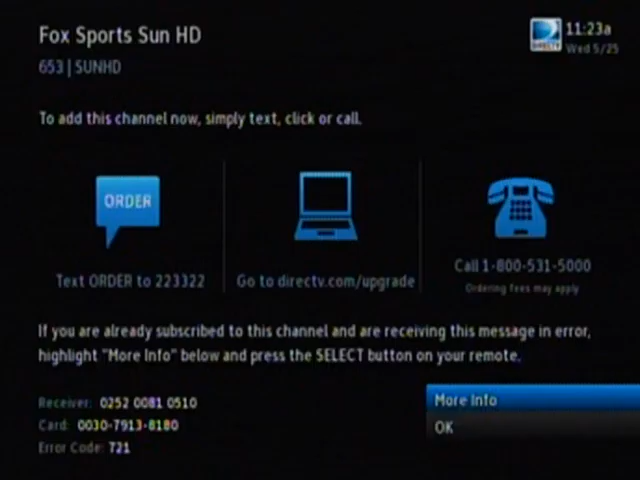 Fox Sports Sun HD
653 | SUNHD
DIRECTV
11:23a
Wed 5/25
To add this channel now, simply text, click or call.
ORDER
Text ORDER to 223322
Go to directv.com/upgrade
Call 1-800-531-5000
Ordering fees may apply
If you are already subscribed to this channel and are receiving this message in error,
highlight "More Info" below and press the SELECT button on your remote.
Receiver: 0252 0081 0510
Card: 0030-7913-8180
Error Code: 721
More Info
OK